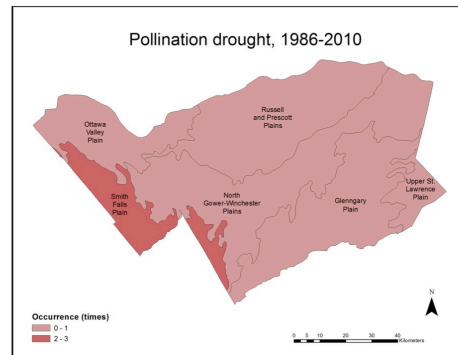 Pollination drought, 1986-2010
Russell
and Prescott
Plains
Ottawa
Valley
Plain
Smith
Falls
Plain
North
Gower-Winchester
Plains
Glenngary
Plain
Upper St.
Lawrence
Plain
Occurrence (times)
0 - 1
2 - 3
N
0 5 10 20 30 40
Kilometers